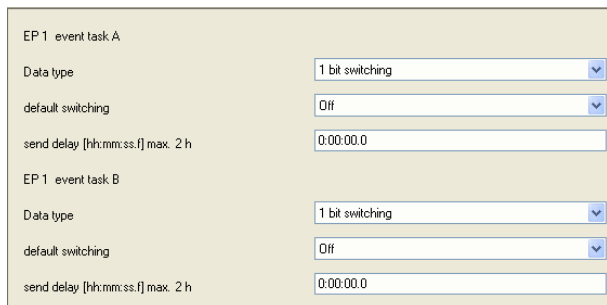 EP 1 event task A
Data type 1 bit switching
default switching Off
send delay [hh:mm:ss.f] max. 2 h 0:00:00.0
EP 1 event task B
Data type 1 bit switching
default switching Off
send delay [hh:mm:ss.f] max. 2 h 0:00:00.0